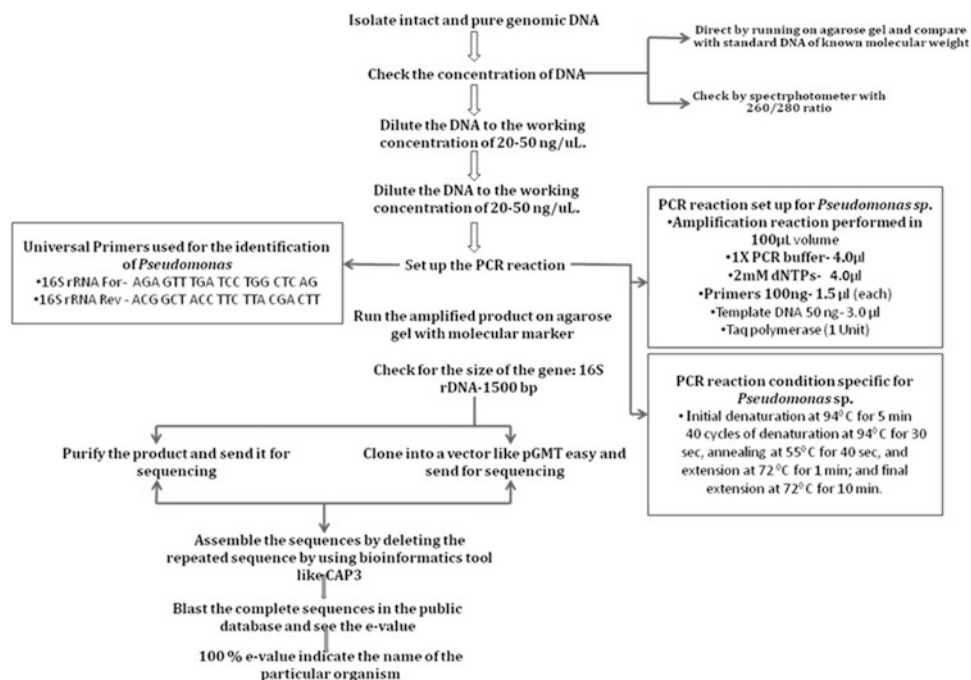 Isolate intact and pure genomic DNA
Direct by running on agarose gel and compare
with standard DNA of known molecular weight
Check the concentration of DNA
Check by spectrphotometer with
260/280 ratio
Dilute the DNA to the working
concentration of 20-50 ng/uL.
Dilute the DNA to the working
concentration of 20-50 ng/uL.
PCR reaction set up for Pseudomonas sp.
•Amplification reaction performed in
100µL volume
•1X PCR buffer- 4.0µl
•2mM dNTPs- 4.0µl
•Primers 100ng- 1.5 µl (each)
•Template DNA 50 ng- 3.0 µl
•Taq polymerase (1 Unit)
Universal Primers used for the identification
of Pseudomonas
•16S rRNA For- AGA GTT TGA TCC TGG CTC AG
•16S rRNA Rev - ACG GCT ACC TTC TTA CGA CTT
Set up the PCR reaction
Run the amplified product on agarose
gel with molecular marker
Check for the size of the gene: 16S
rDNA-1500 bp
PCR reaction condition specific for
Pseudomonas sp.
• Initial denaturation at 94⁰ C for 5 min
40 cycles of denaturation at 94⁰ C for 30
sec, annealing at 55⁰ C for 40 sec, and
extension at 72 ⁰C for 1 min; and final
extension at 72⁰ C for 10 min.
Purify the product and send it for
sequencing
Clone into a vector like pGMT easy and
send for sequencing
Assemble the sequences by deleting the
repeated sequence by using bioinformatics tool
like CAP3
Blast the complete sequences in the public
database and see the e-value
100 % e-value indicate the name of the
particular organism